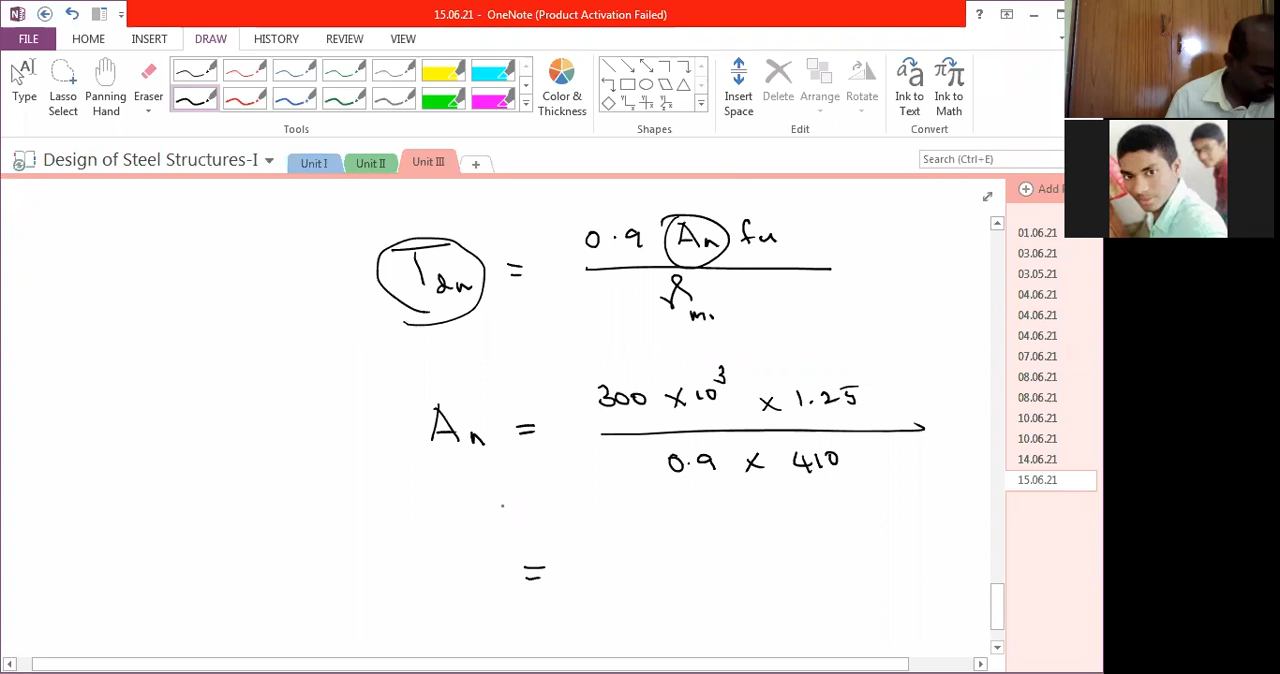 15.06.21 - OneNote (Product Activation Failed)
FILE HOME INSERT DRAW HISTORY REVIEW VIEW
Type Lasso Select Panning Hand Eraser Color & Thickness Insert Space Delete Arrange Rotate Ink to Text Ink to Math
Tools Shapes Edit Convert
Design of Steel Structures-I Unit I Unit II Unit III Search (Ctrl+E)
Add
01.06.21
03.06.21
03.05.21
04.06.21
04.06.21
04.06.21
07.06.21
08.06.21
08.06.21
10.06.21
10.06.21
14.06.21
15.06.21
T_dn = 0.9 An fu
γm1
An = 300 × 10³ × 1.25
0.9 × 410
=